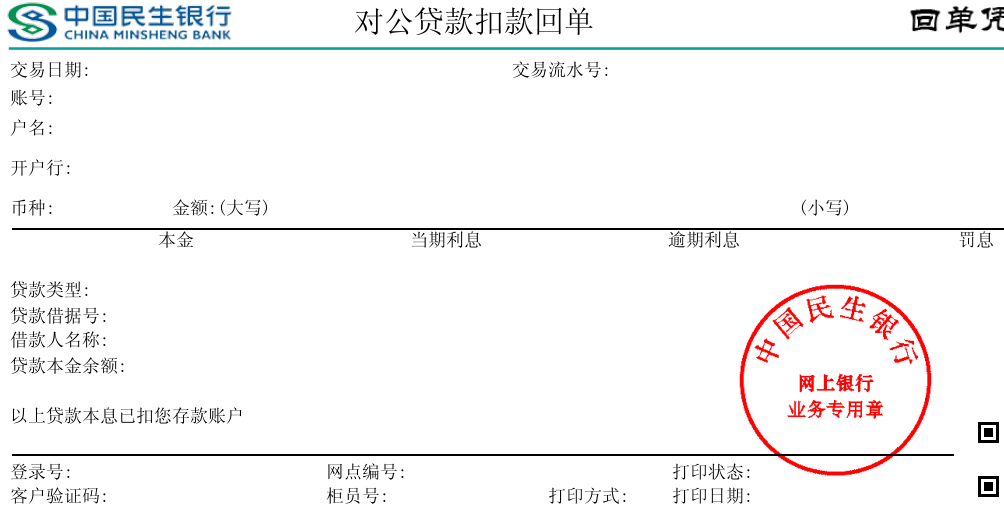 中国民生银行 对公贷款扣款回单 回单凭
CHINA MINSHENG BANK
交易日期: 交易流水号:
账号:
户名:
开户行:
币种: 金额:(大写) (小写)
本金 当期利息 逾期利息 罚息
贷款类型:
贷款借据号:
借款人名称:
贷款本金余额:
中国民生银行
网上银行
业务专用章
以上贷款本息已扣您存款账户
登录号: 网点编号: 打印状态:
客户验证码: 柜员号: 打印方式: 打印日期: